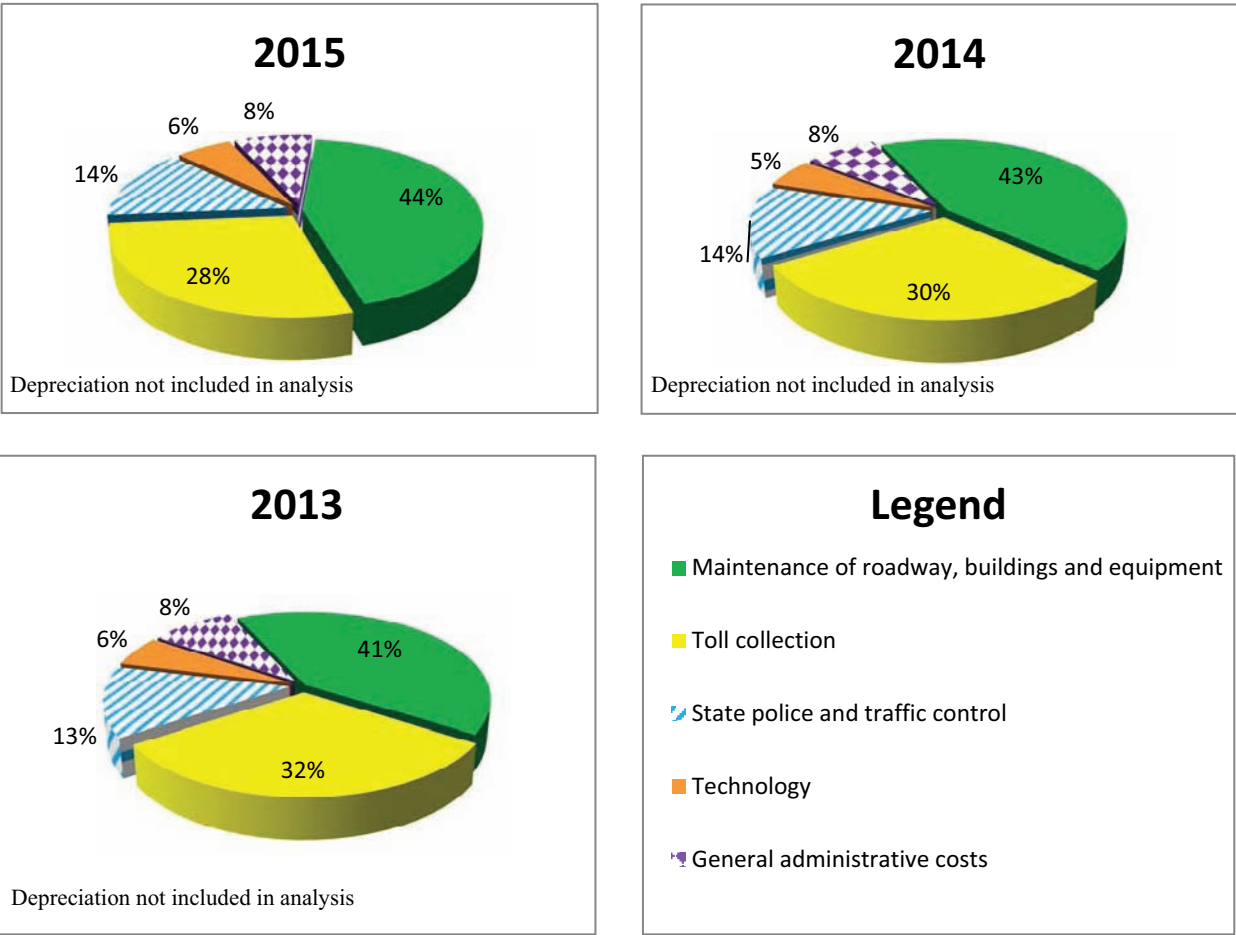 2015
8%
6%
14%
44%
28%
Depreciation not included in analysis
2014
8%
5%
43%
14%
30%
Depreciation not included in analysis
2013
8%
6%
41%
13%
32%
Depreciation not included in analysis
Legend
Maintenance of roadway, buildings and equipment
Toll collection
State police and traffic control
Technology
General administrative costs